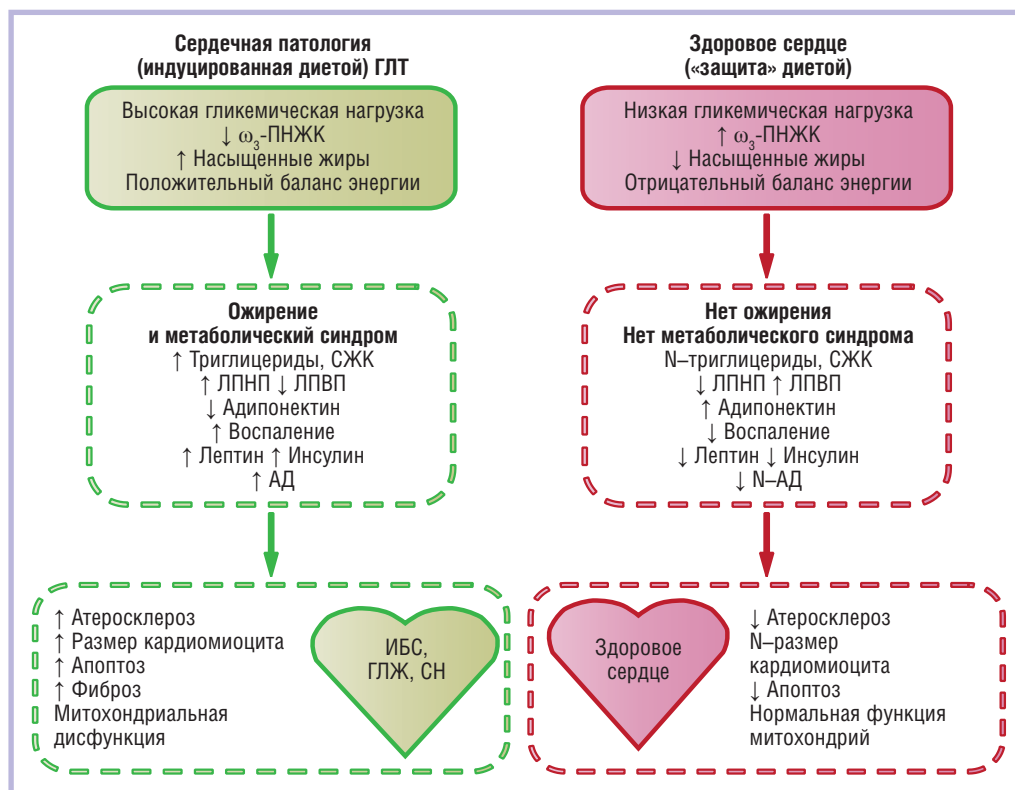 Сердечная патология
(индуцированная диетой) ГЛТ
Высокая гликемическая нагрузка
↓ ω₃-ПНЖК
↑ Насыщенные жиры
Положительный баланс энергии
Ожирение
и метаболический синдром
↑ Триглицериды, СЖК
↑ ЛПНП ↓ ЛПВП
↓ Адипонектин
↑ Воспаление
↑ Лептин ↑ Инсулин
↑ АД
↑ Атеросклероз
↑ Размер кардиомиоцита
↑ Апоптоз
↑ Фиброз
Митохондриальная
дисфункция
ИБС,
ГЛЖ, СН
Здоровое сердце
(«защита» диетой)
Низкая гликемическая нагрузка
↑ ω₃-ПНЖК
↓ Насыщенные жиры
Отрицательный баланс энергии
Нет ожирения
Нет метаболического синдрома
N–триглицериды, СЖК
↓ ЛПНП ↑ ЛПВП
↑ Адипонектин
↓ Воспаление
↓ Лептин ↓ Инсулин
↓ N–АД
Здоровое
сердце
↓ Атеросклероз
N–размер
кардиомиоцита
↓ Апоптоз
Нормальная функция
митохондрий